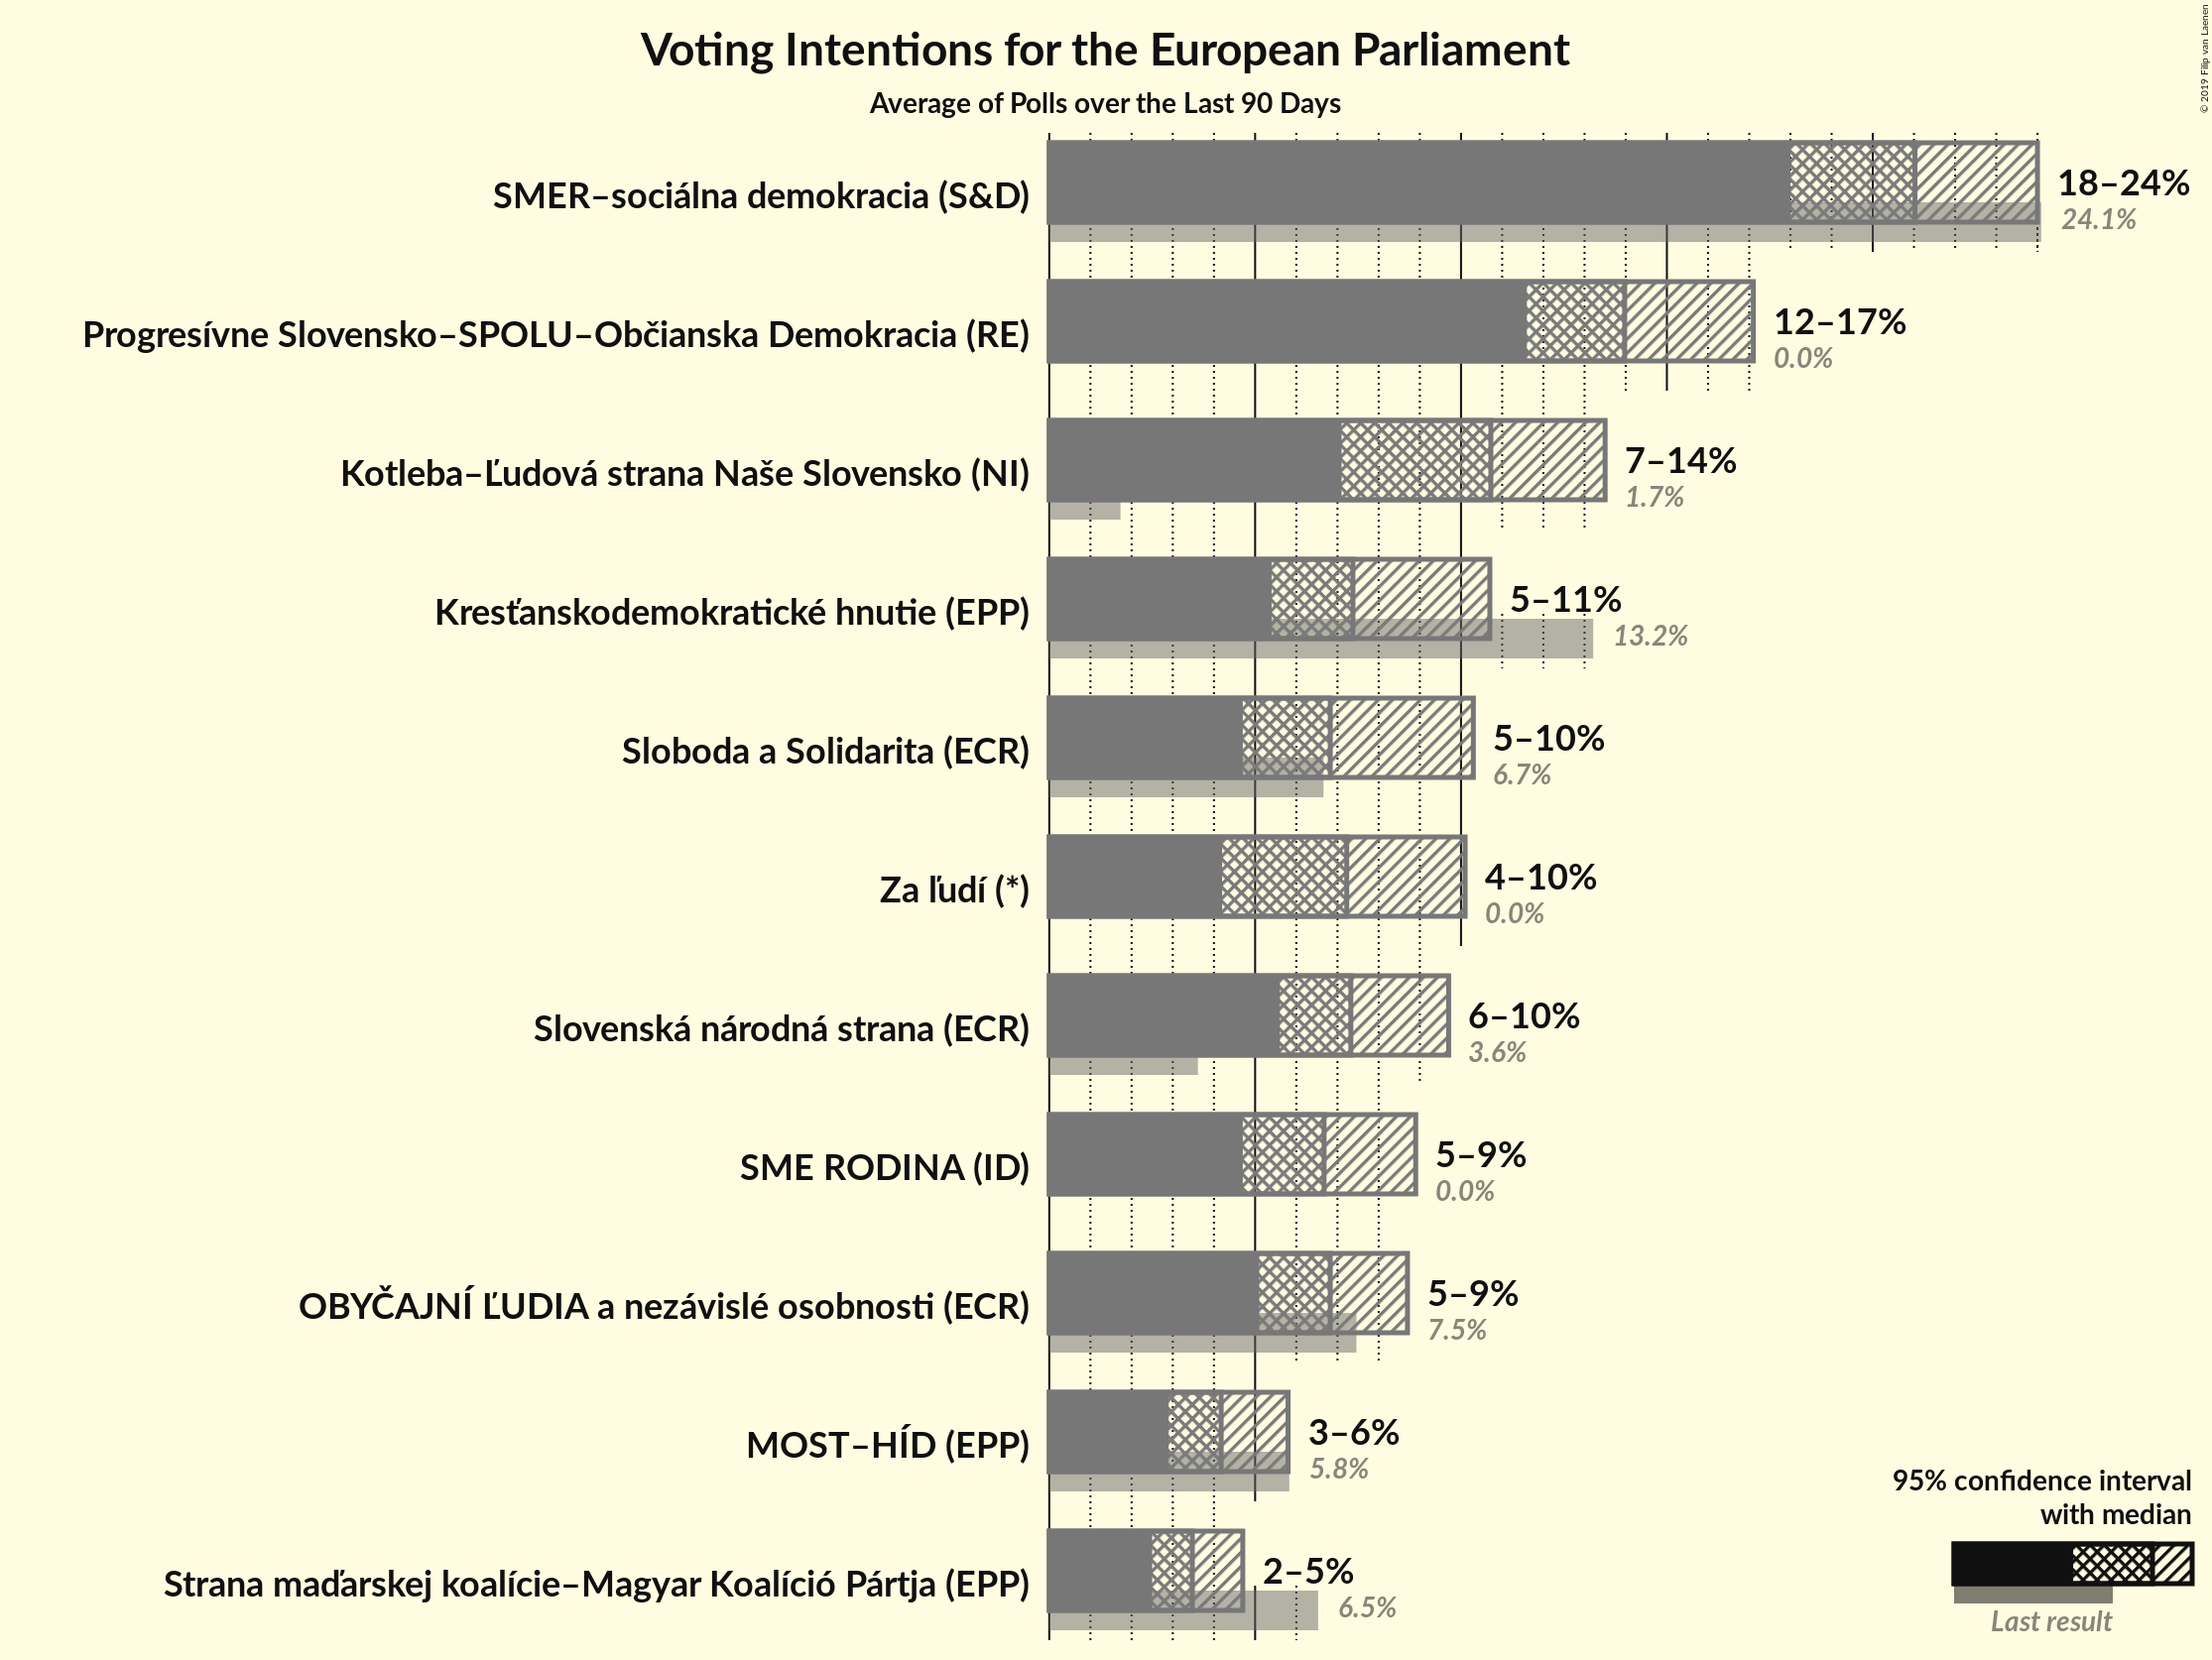 Voting Intentions for the European Parliament
Average of Polls over the Last 90 Days
© 2019 Filip van Laenen
SMER–sociálna demokracia (S&D)
18–24%
24.1%
Progresívne Slovensko–SPOLU–Občianska Demokracia (RE)
12–17%
0.0%
Kotleba–Ľudová strana Naše Slovensko (NI)
7–14%
1.7%
Kresťanskodemokratické hnutie (EPP)
5–11%
13.2%
Sloboda a Solidarita (ECR)
5–10%
6.7%
Za ľudí (*)
4–10%
0.0%
Slovenská národná strana (ECR)
6–10%
3.6%
SME RODINA (ID)
5–9%
0.0%
OBYČAJNÍ ĽUDIA a nezávislé osobnosti (ECR)
5–9%
7.5%
MOST–HÍD (EPP)
3–6%
5.8%
Strana maďarskej koalície–Magyar Koalíció Pártja (EPP)
2–5%
6.5%
95% confidence interval
with median
Last result